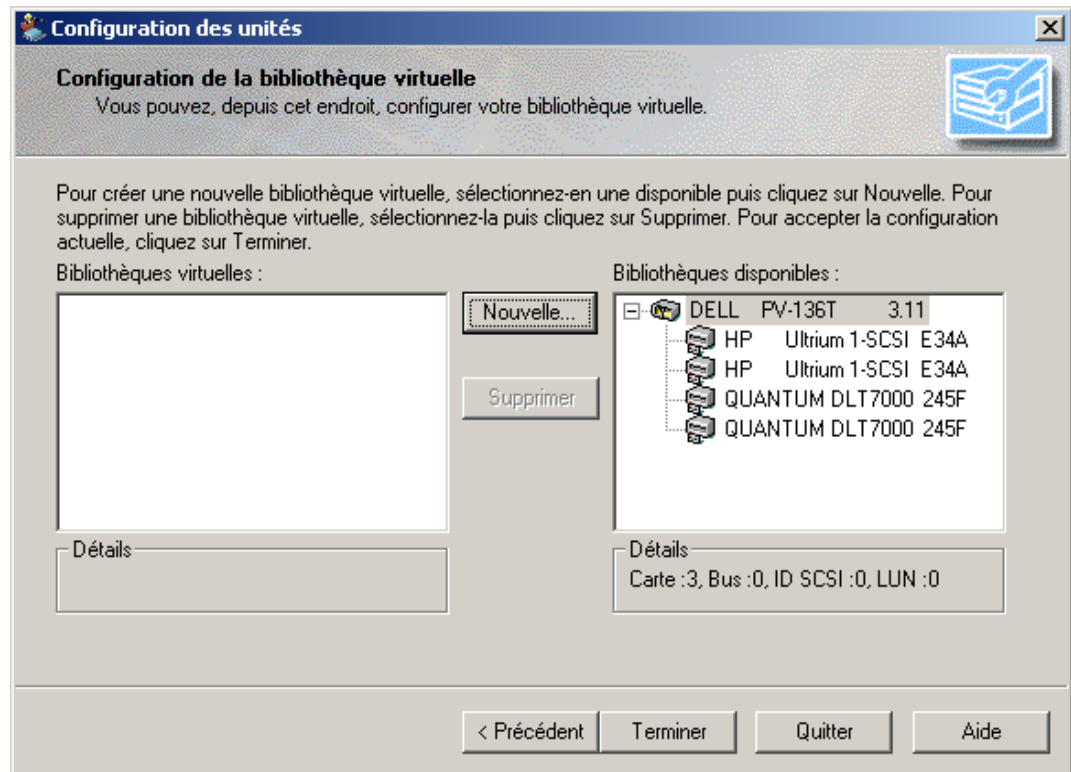 Configuration des unités
Configuration de la bibliothèque virtuelle
Vous pouvez, depuis cet endroit, configurer votre bibliothèque virtuelle.
Pour créer une nouvelle bibliothèque virtuelle, sélectionnez-en une disponible puis cliquez sur Nouvelle. Pour
supprimer une bibliothèque virtuelle, sélectionnez-la puis cliquez sur Supprimer. Pour accepter la configuration
actuelle, cliquez sur Terminer.
Bibliothèques virtuelles :
Bibliothèques disponibles :
Nouvelle...
Supprimer
DELL PV-136T 3.11
HP Ultrium 1-SCSI E34A
HP Ultrium 1-SCSI E34A
QUANTUM DLT7000 245F
QUANTUM DLT7000 245F
Détails
Détails
Carte :3, Bus :0, ID SCSI :0, LUN :0
< Précédent
Terminer
Quitter
Aide